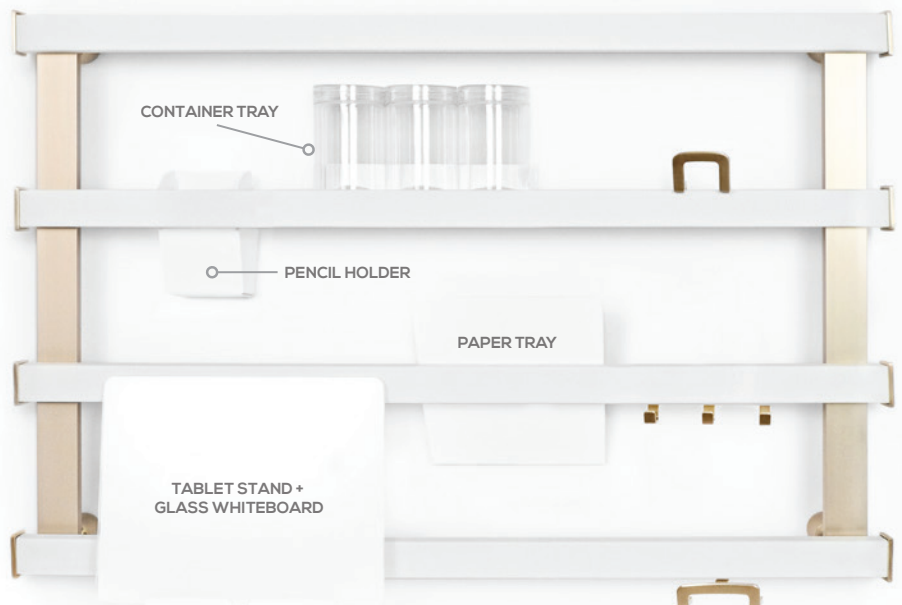 CONTAINER TRAY
PENCIL HOLDER
PAPER TRAY
TABLET STAND +
GLASS WHITEBOARD